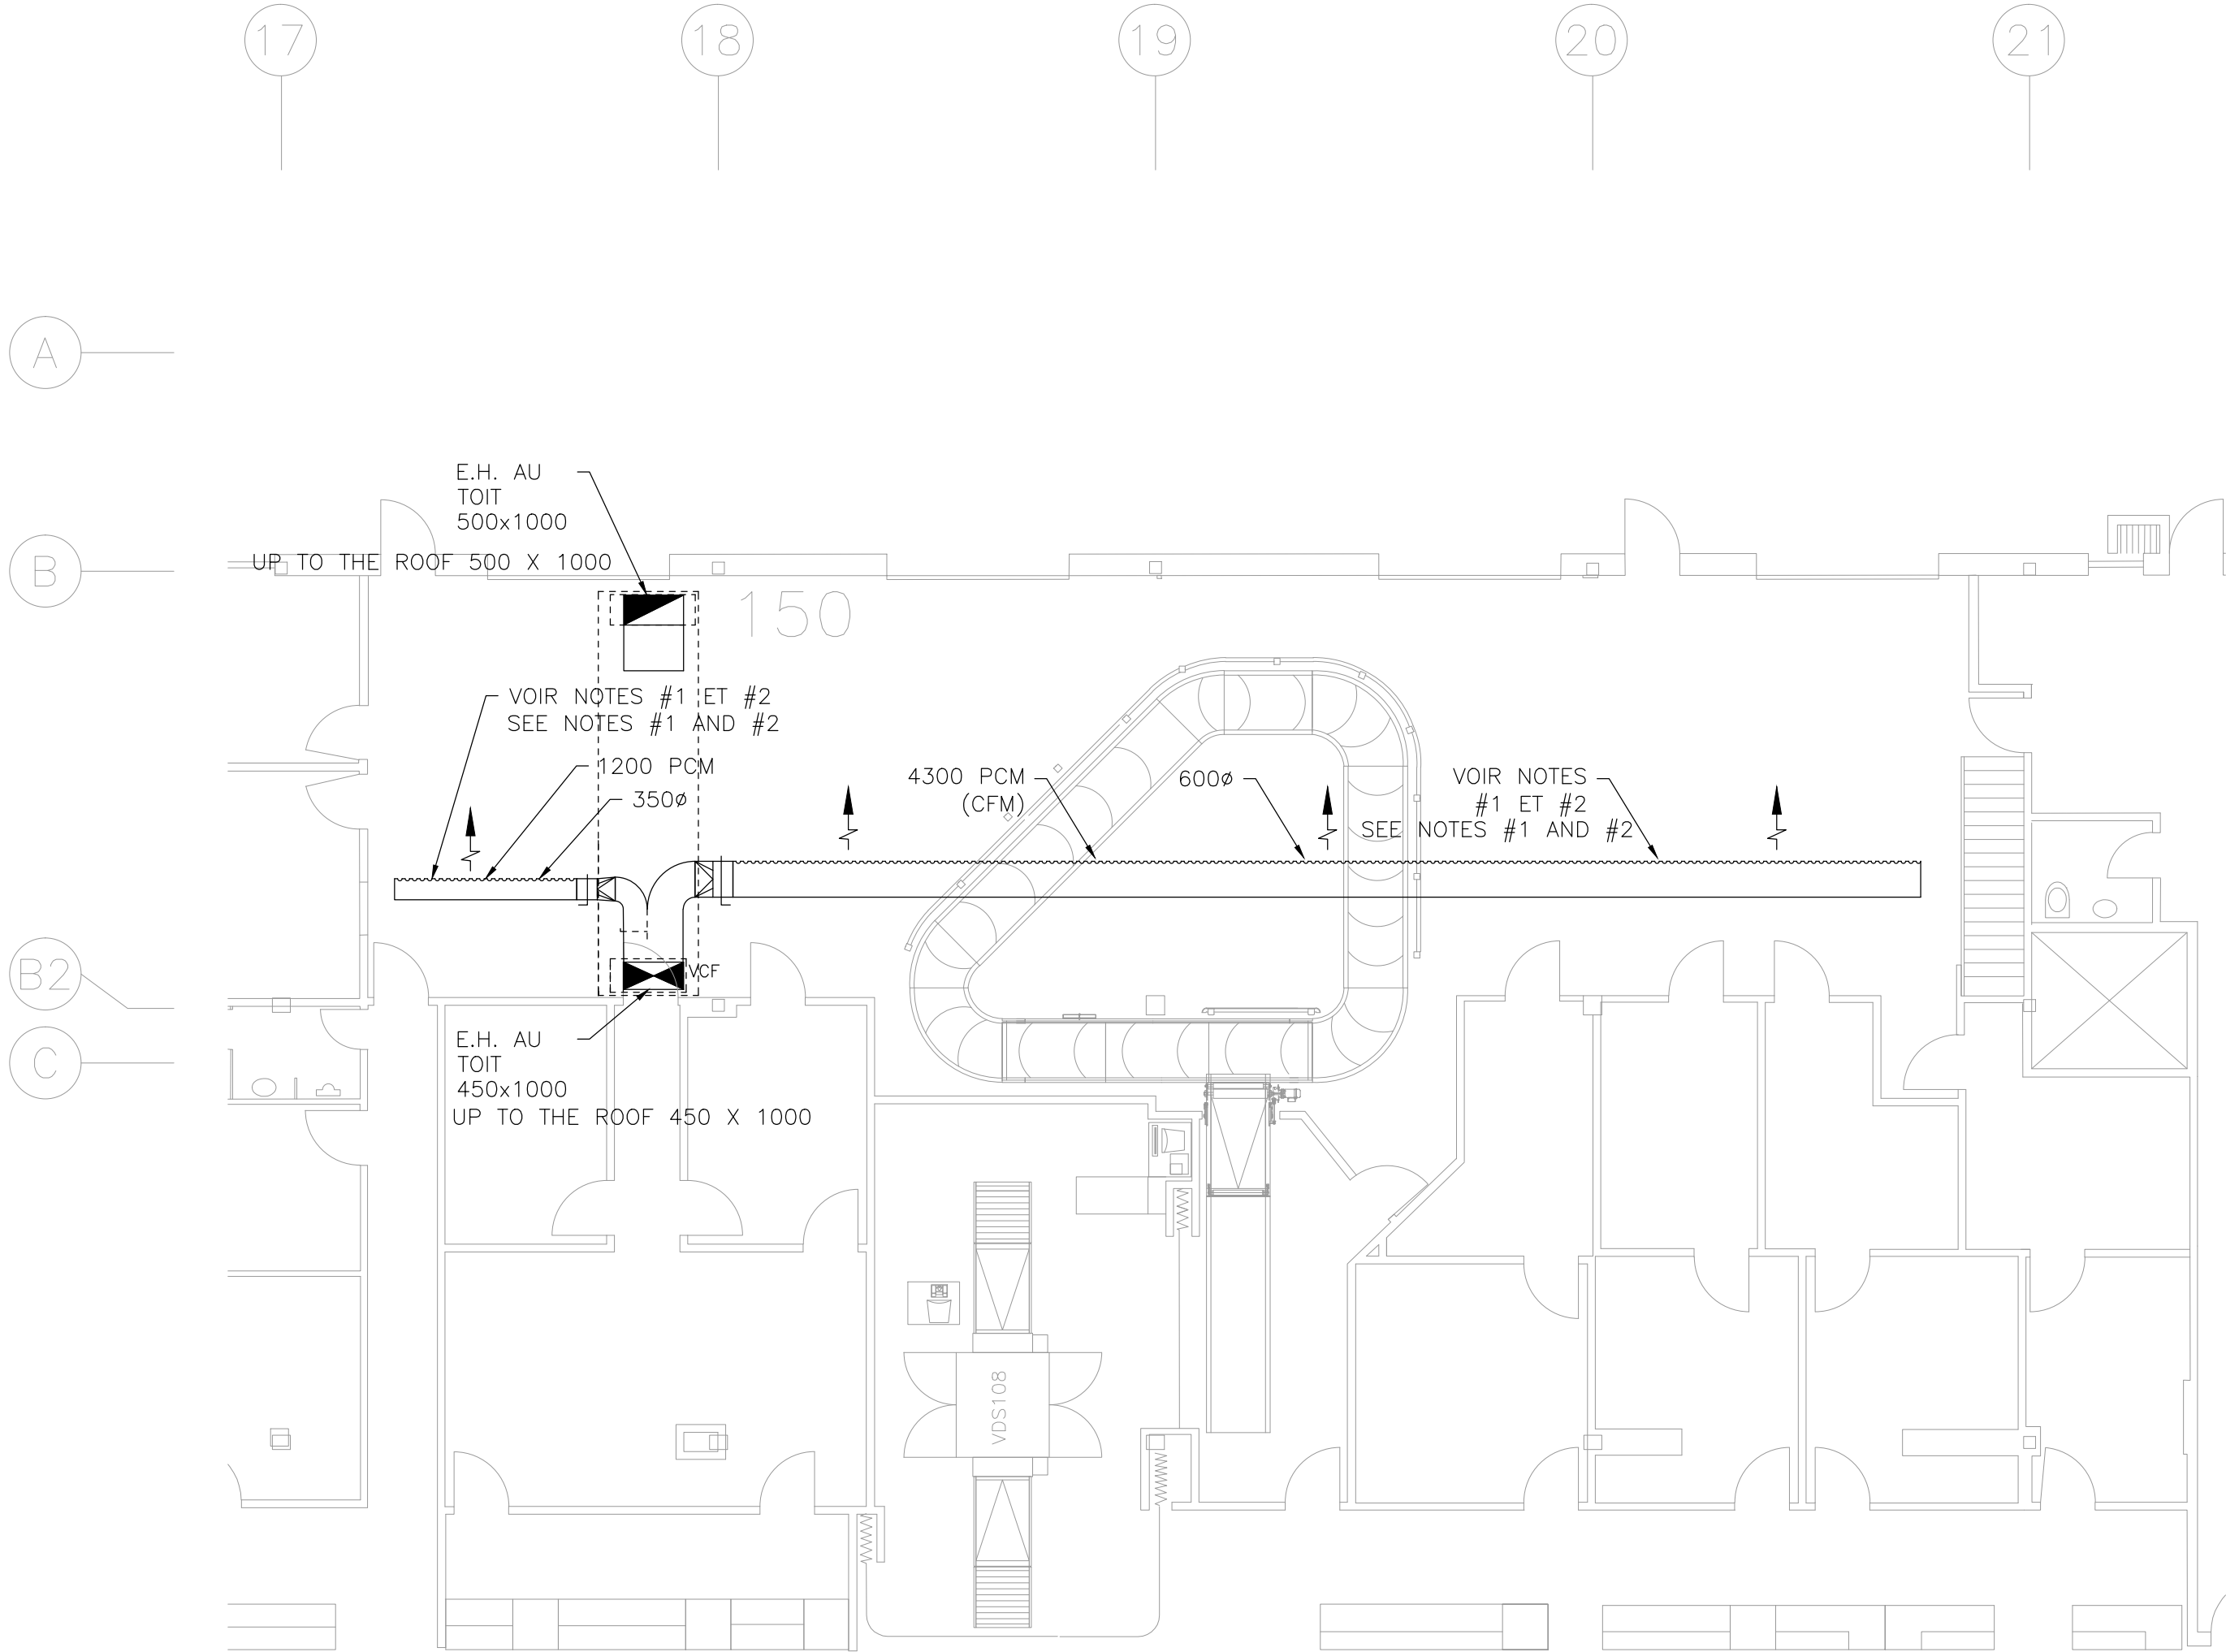 17
18
19
20
21
A
B
B2
C
E.H. AU
TOIT
500x1000
UP TO THE ROOF 500 X 1000
150
VOIR NOTES #1 ET #2
SEE NOTES #1 AND #2
1200 PCM
350ø
4300 PCM
(CFM)
600ø
VOIR NOTES
#1 ET #2
SEE NOTES #1 AND #2
VCF
E.H. AU
TOIT
450x1000
UP TO THE ROOF 450 X 1000
VDS108